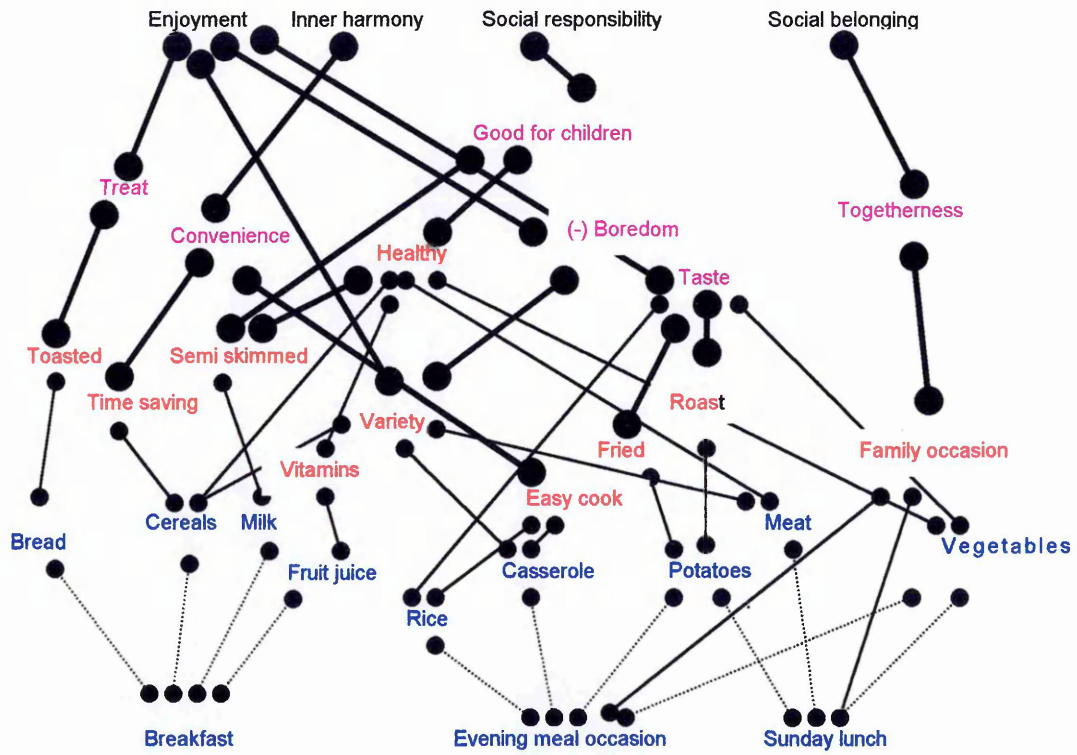 Enjoyment
Inner harmony
Social responsibility
Social belonging
Good for children
Treat
Togetherness
Convenience
(-) Boredom
Healthy
Taste
Toasted
Semi skimmed
Time saving
Roast
Variety
Fried
Family occasion
Vitamins
Easy cook
Cereals
Milk
Meat
Bread
Vegetables
Fruit juice
Casserole
Potatoes
Rice
Breakfast
Evening meal occasion
Sunday lunch